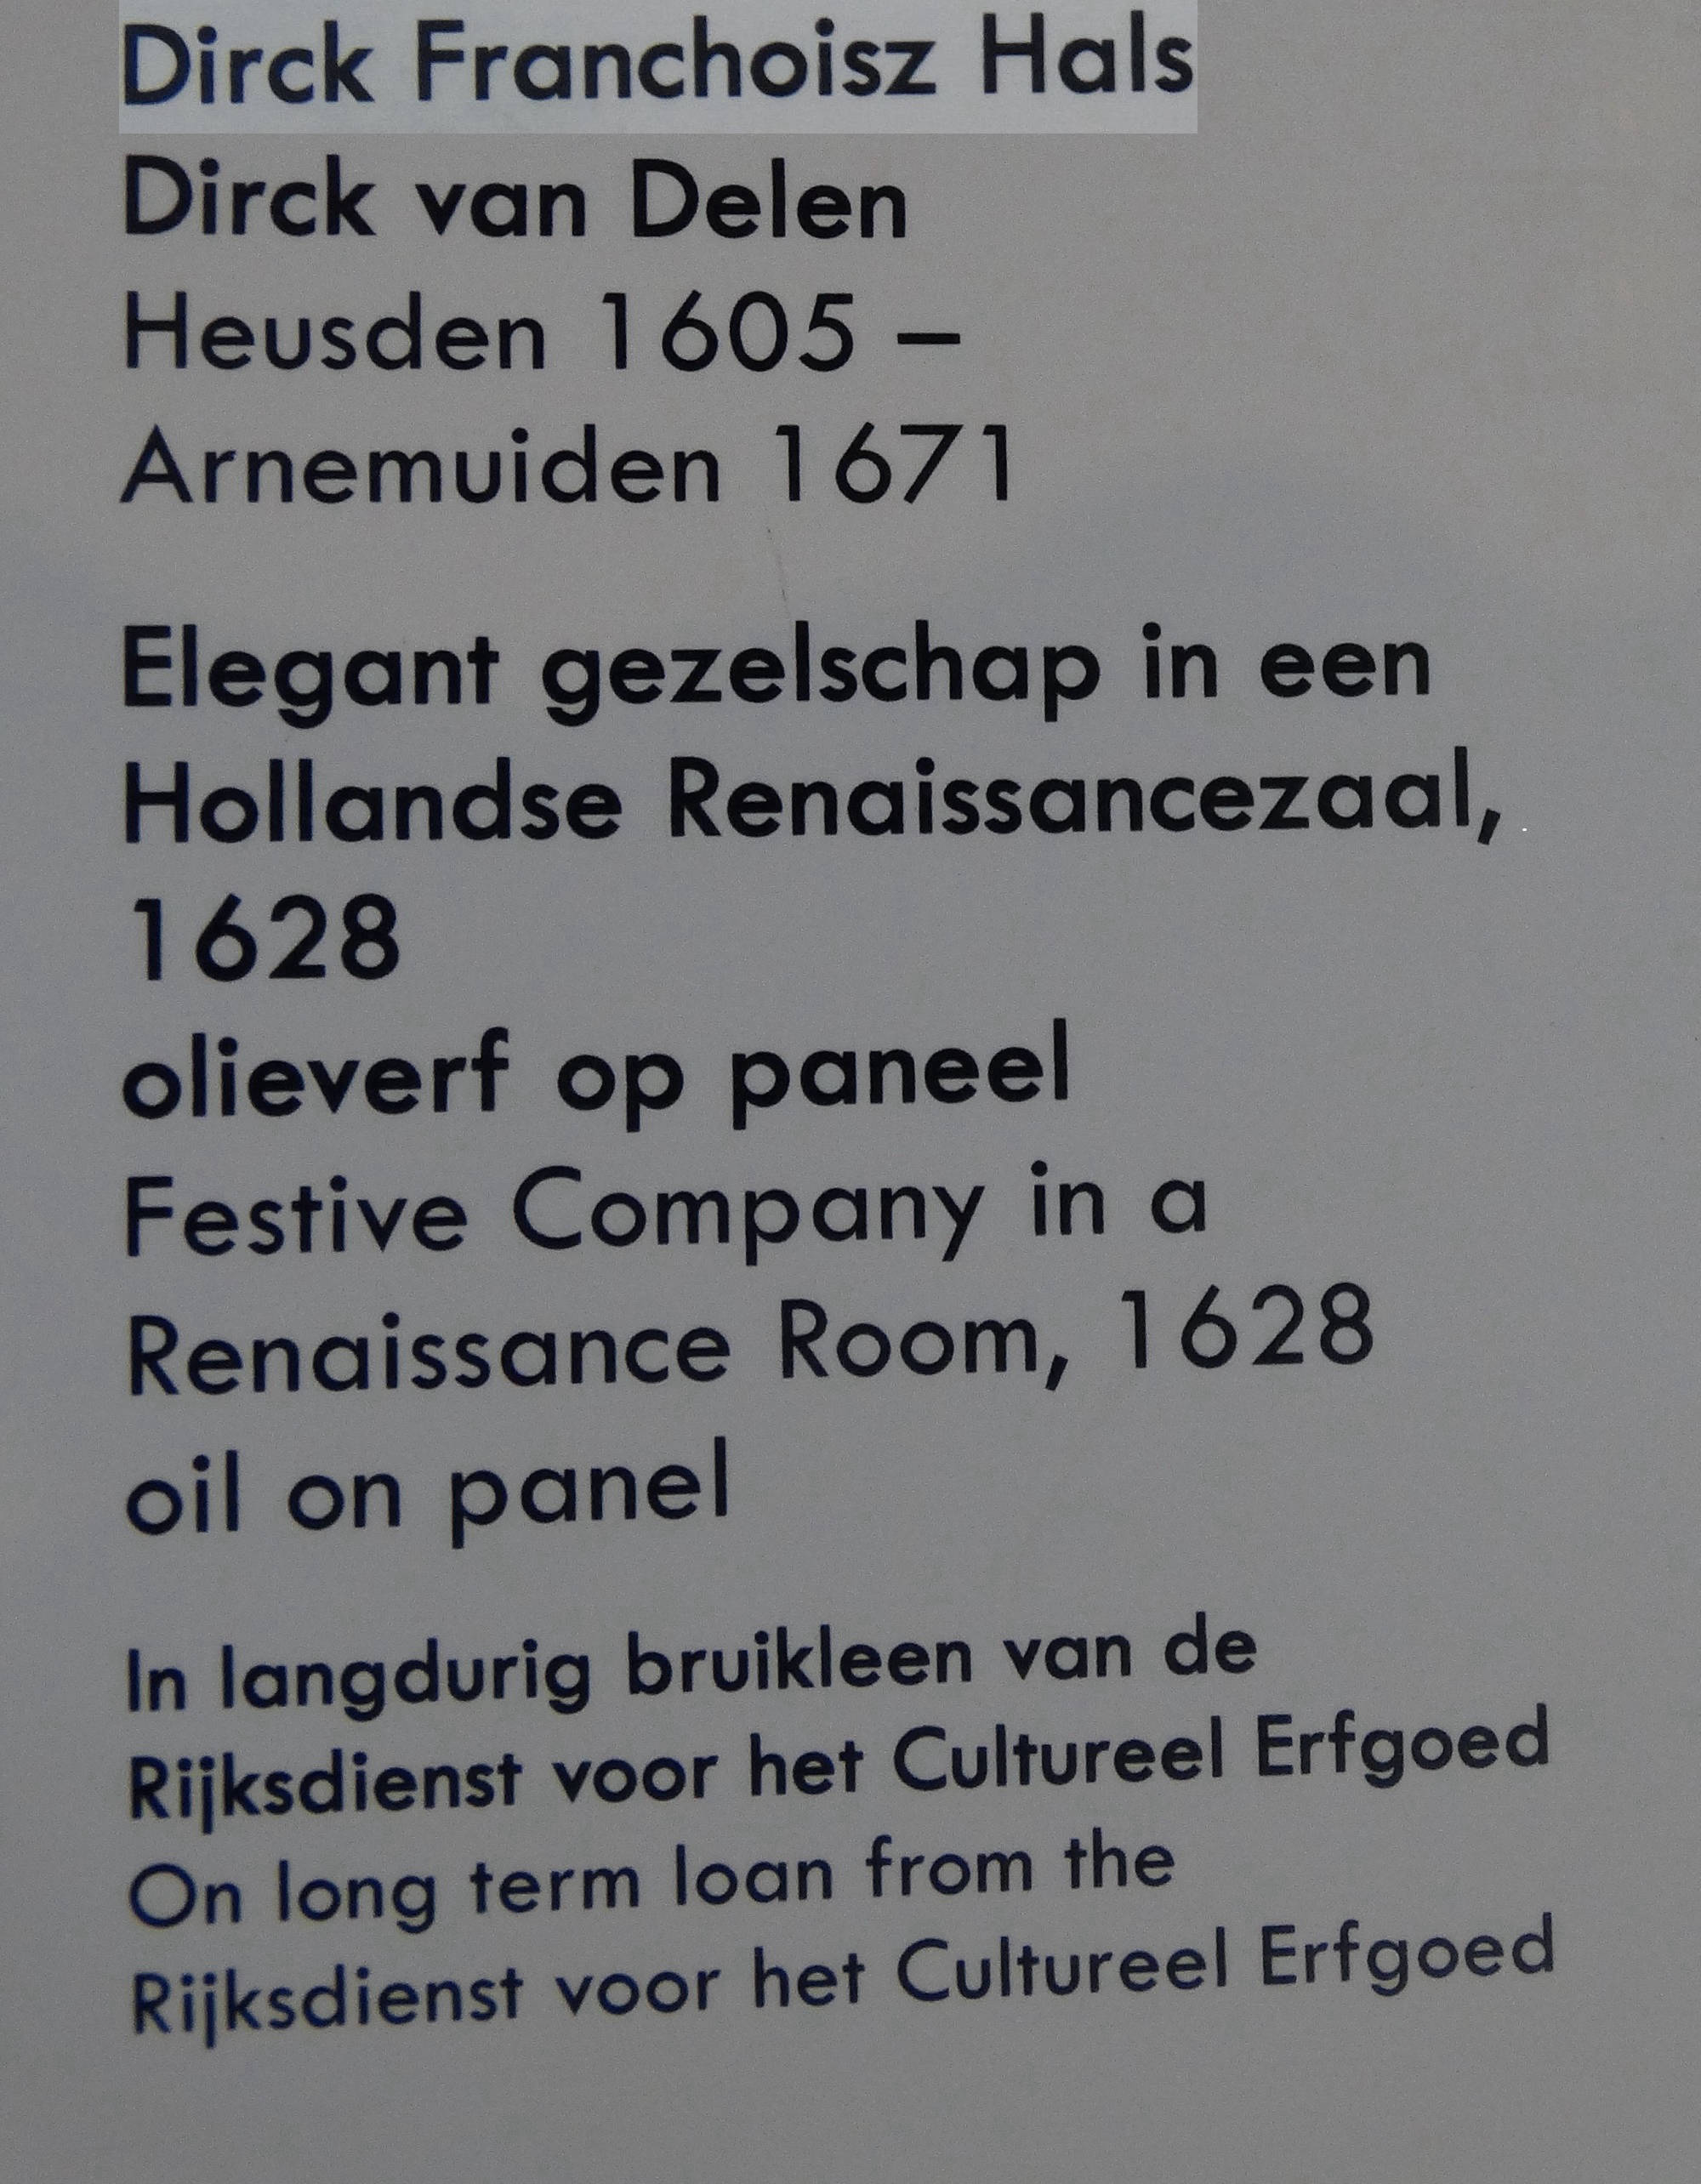 Dirck Franchoisz Hals
Dirck van Delen
Heusden 1605 –
Arnemuiden 1671
Elegant gezelschap in een
Hollandse Renaissancezaal,
1628
olieverf op paneel
Festive Company in a
Renaissance Room, 1628
oil on panel
In langdurig bruikleen van de
Rijksdienst voor het Cultureel Erfgoed
On long term loan from the
Rijksdienst voor het Cultureel Erfgoed